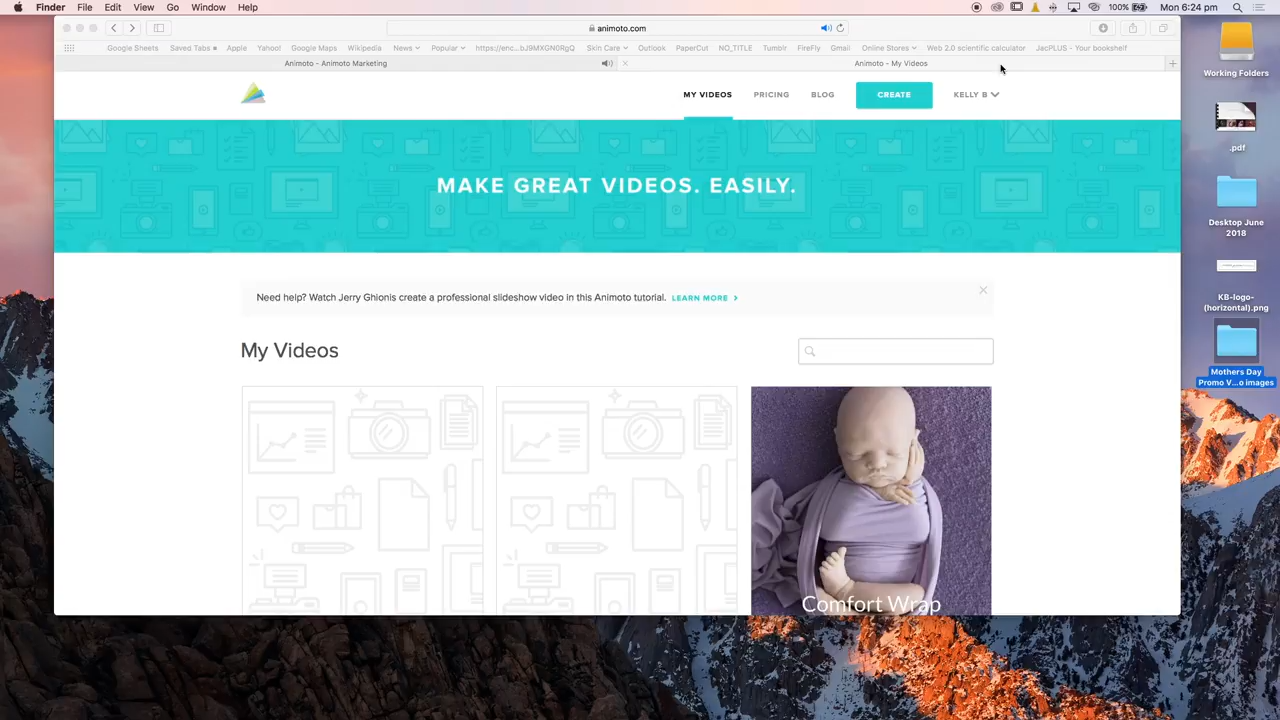 Finder File Edit View Go Window Help
100% Mon 6:24 pm
animoto.com
Google Sheets Saved Tabs Apple Yahoo! Google Maps Wikipedia News Popular https://enc...bJ9MXGN0RgQ Skin Care Outlook PaperCut NO_TITLE Tumblr FireFly Gmail Online Stores Web 2.0 scientific calculator JacPLUS - Your bookshelf
Animoto - Animoto Marketing
Animoto - My Videos
MY VIDEOS PRICING BLOG CREATE KELLY B
MAKE GREAT VIDEOS. EASILY.
Need help? Watch Jerry Ghionis create a professional slideshow video in this Animoto tutorial. LEARN MORE
My Videos
Comfort Wrap
Working Folders
.pdf
Desktop June
2018
KB-logo-
(horizontal).png
Mothers Day
Promo V...o images